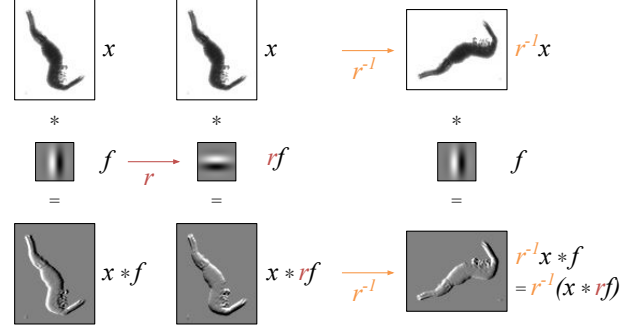 x x r⁻¹ r⁻¹x
* * *
f r rf f
= = =
x * f x * rf r⁻¹ r⁻¹x * f
= r⁻¹(x * rf)